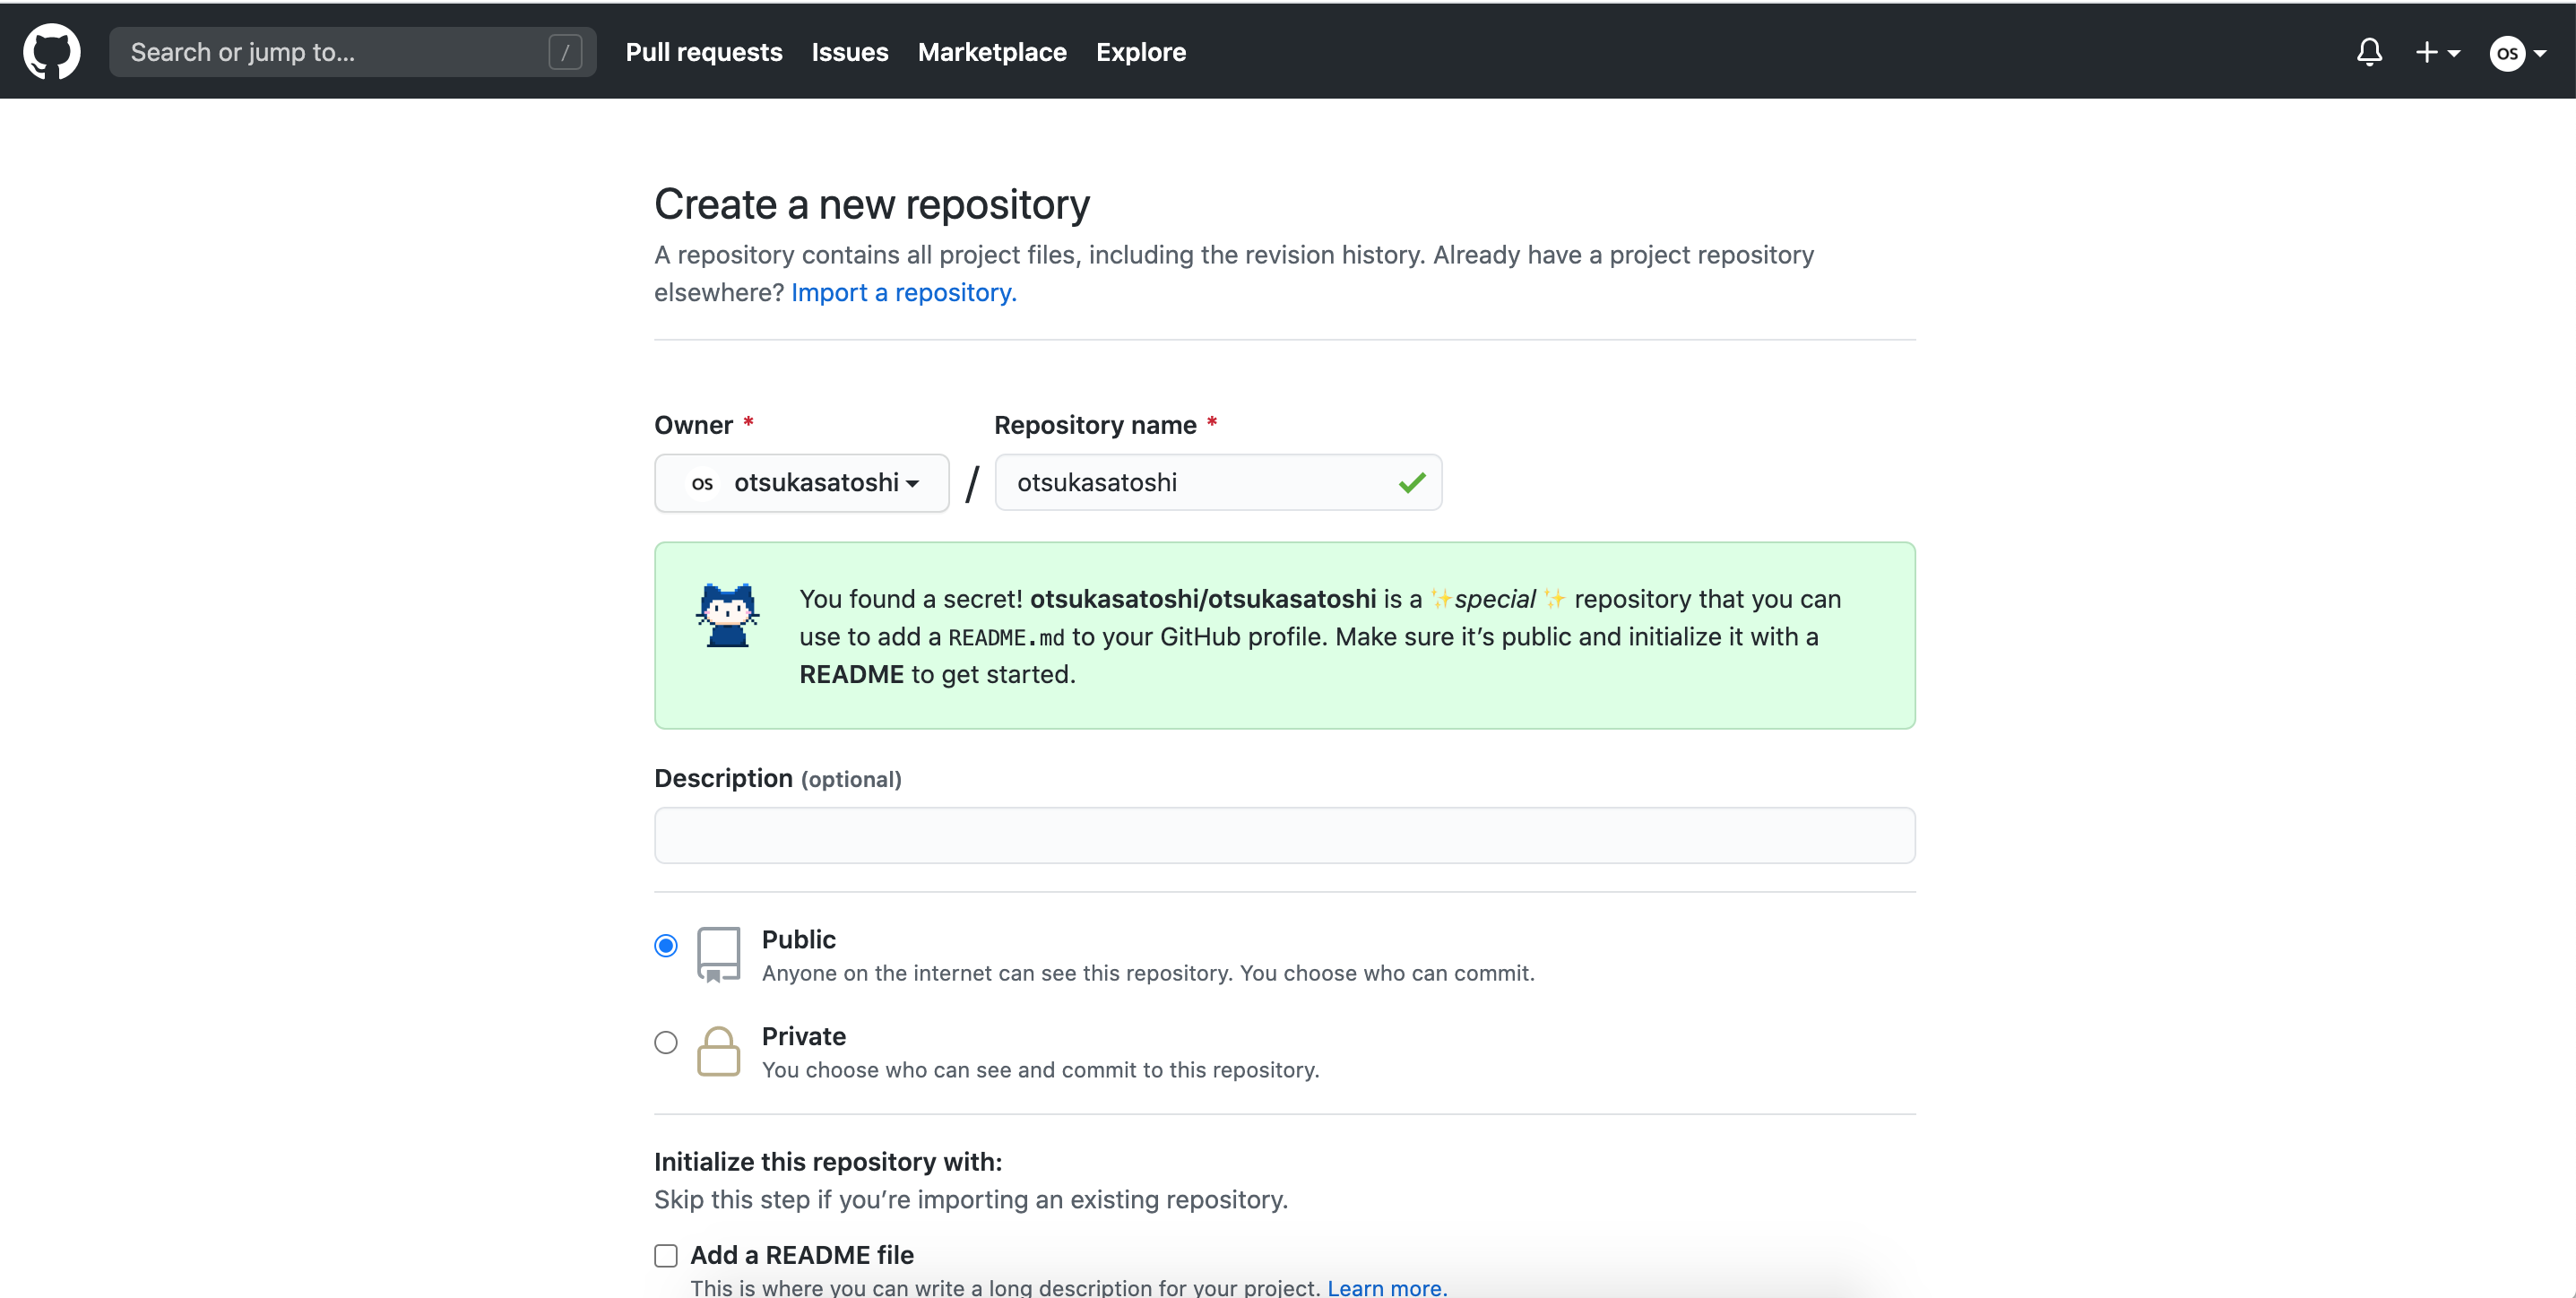 Search or jump to... /
Pull requests Issues Marketplace Explore
OS
Create a new repository
A repository contains all project files, including the revision history. Already have a project repository
elsewhere? Import a repository.
Owner * Repository name *
OS otsukasatoshi / otsukasatoshi
You found a secret! otsukasatoshi/otsukasatoshi is a ✨special✨ repository that you can
use to add a README.md to your GitHub profile. Make sure it’s public and initialize it with a
README to get started.
Description (optional)
Public
Anyone on the internet can see this repository. You choose who can commit.
Private
You choose who can see and commit to this repository.
Initialize this repository with:
Skip this step if you’re importing an existing repository.
Add a README file
This is where you can write a long description for your project. Learn more.